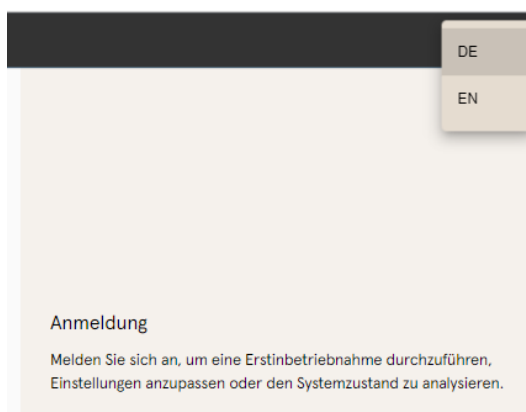 DE
EN
Anmeldung
Melden Sie sich an, um eine Erstinbetriebnahme durchzuführen,
Einstellungen anzupassen oder den Systemzustand zu analysieren.